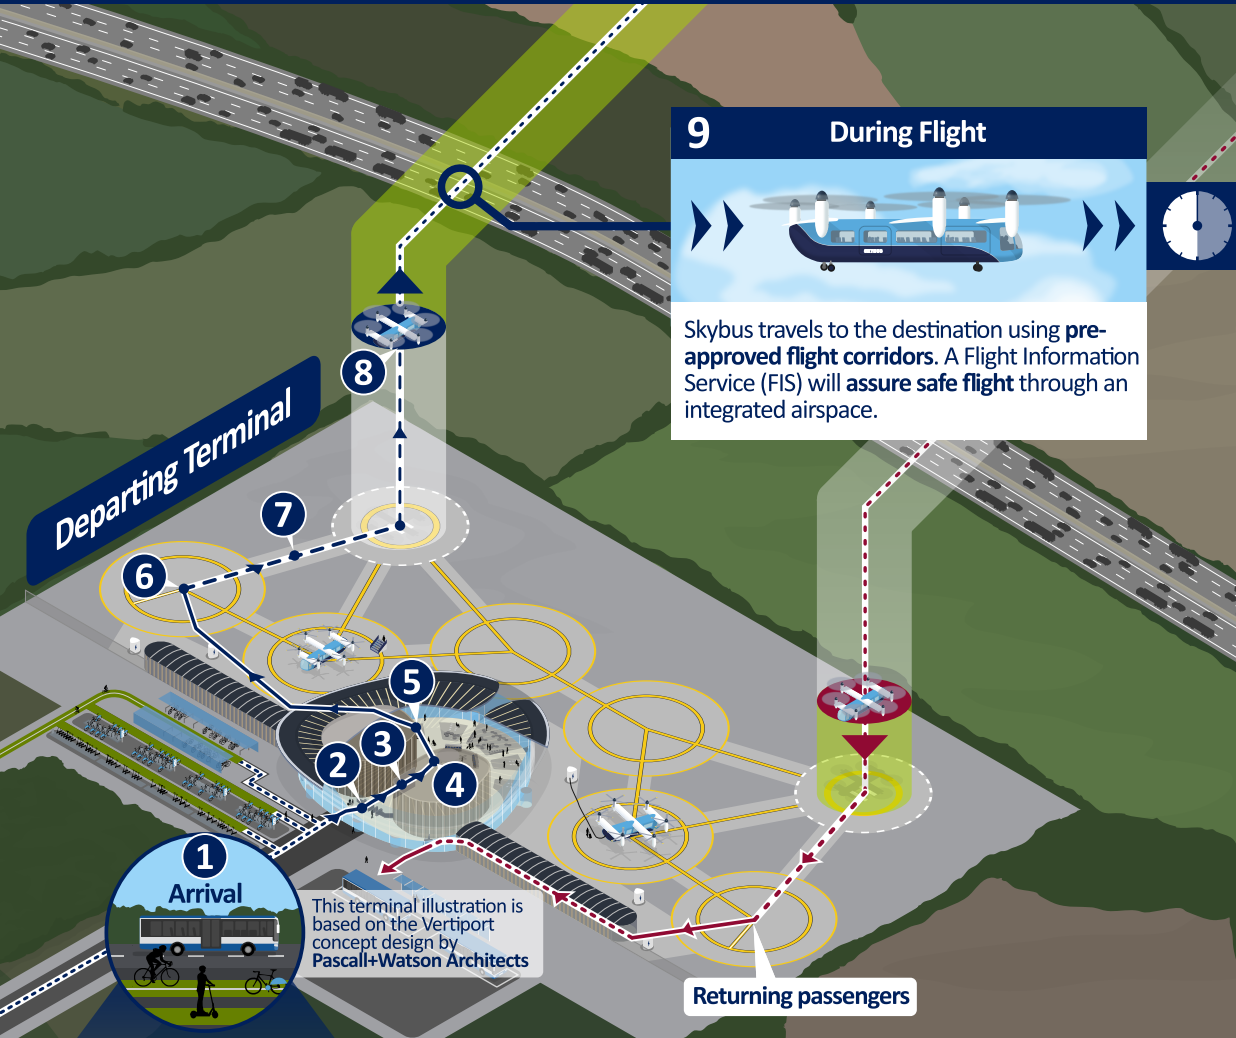 9
During Flight
Skybus travels to the destination using pre-
approved flight corridors. A Flight Information
Service (FIS) will assure safe flight through an
integrated airspace.
8
Departing Terminal
7
6
5
3
2
4
1
Arrival
This terminal illustration is
based on the Vertiport
concept design by
Pascall+Watson Architects
Returning passengers